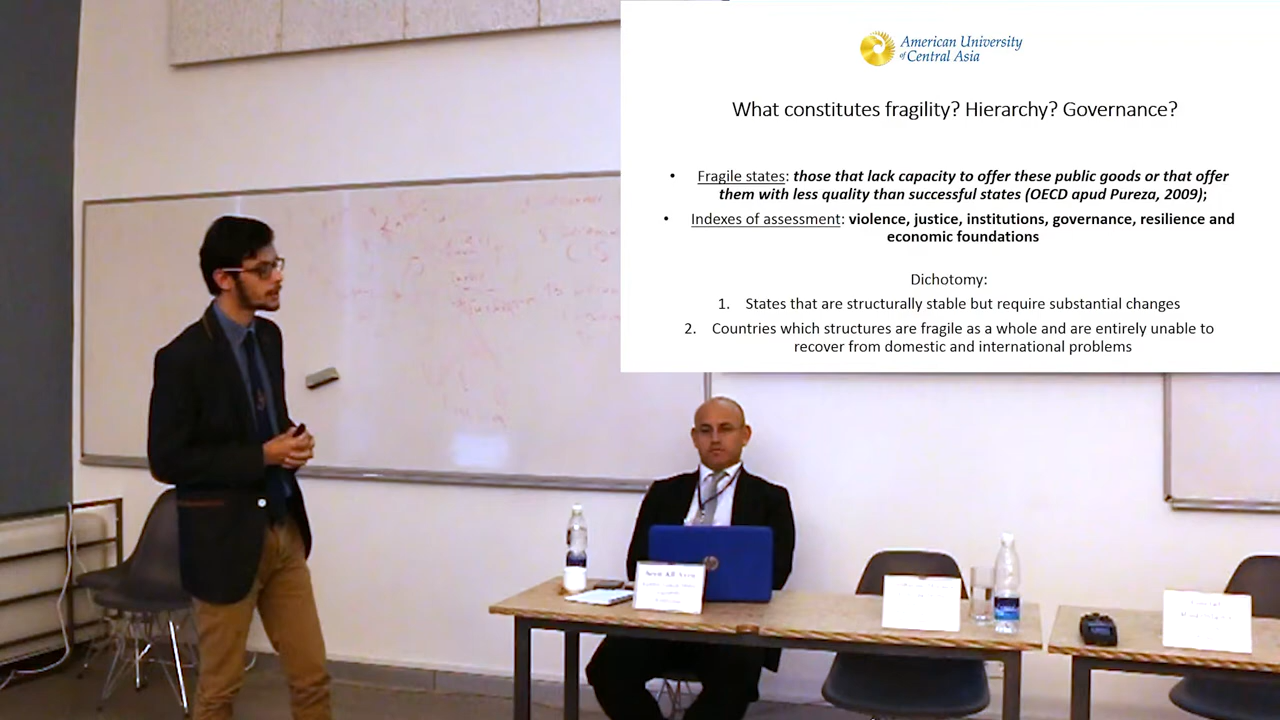 American University
of Central Asia
What constitutes fragility? Hierarchy? Governance?
• Fragile states: those that lack capacity to offer these public goods or that offer
them with less quality than successful states (OECD apud Pureza, 2009);
• Indexes of assessment: violence, justice, institutions, governance, resilience and
economic foundations
Dichotomy:
1. States that are structurally stable but require substantial changes
2. Countries which structures are fragile as a whole and are entirely unable to
recover from domestic and international problems